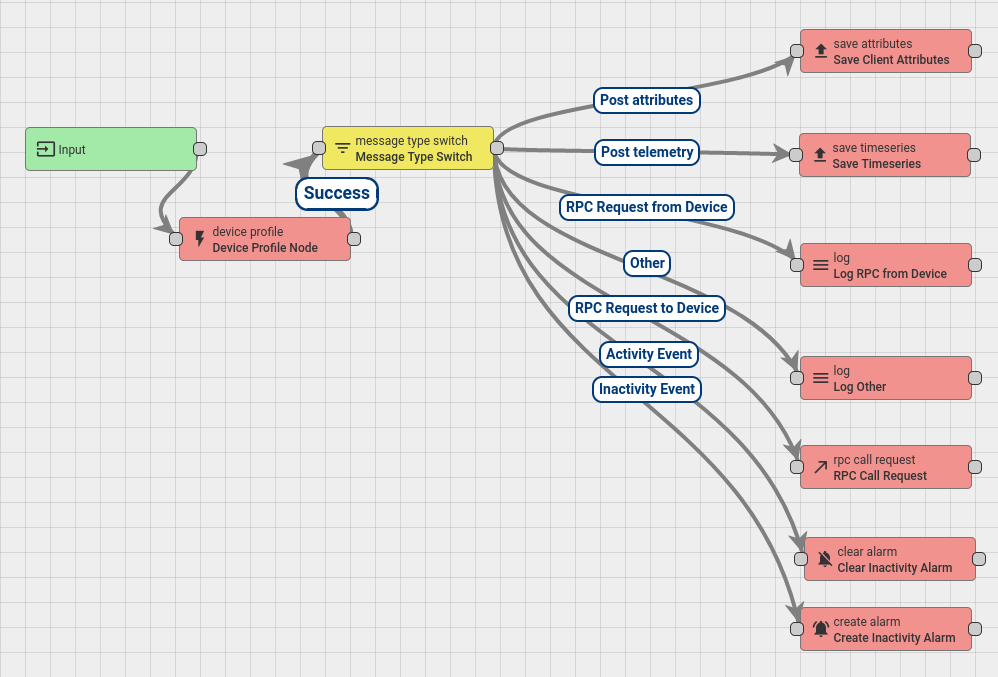 save attributes
Save Client Attributes
Post attributes
Input
message type switch
Message Type Switch
Post telemetry
save timeseries
Save Timeseries
Success
RPC Request from Device
device profile
Device Profile Node
log
Log RPC from Device
Other
RPC Request to Device
Activity Event
log
Log Other
Inactivity Event
rpc call request
RPC Call Request
clear alarm
Clear Inactivity Alarm
create alarm
Create Inactivity Alarm